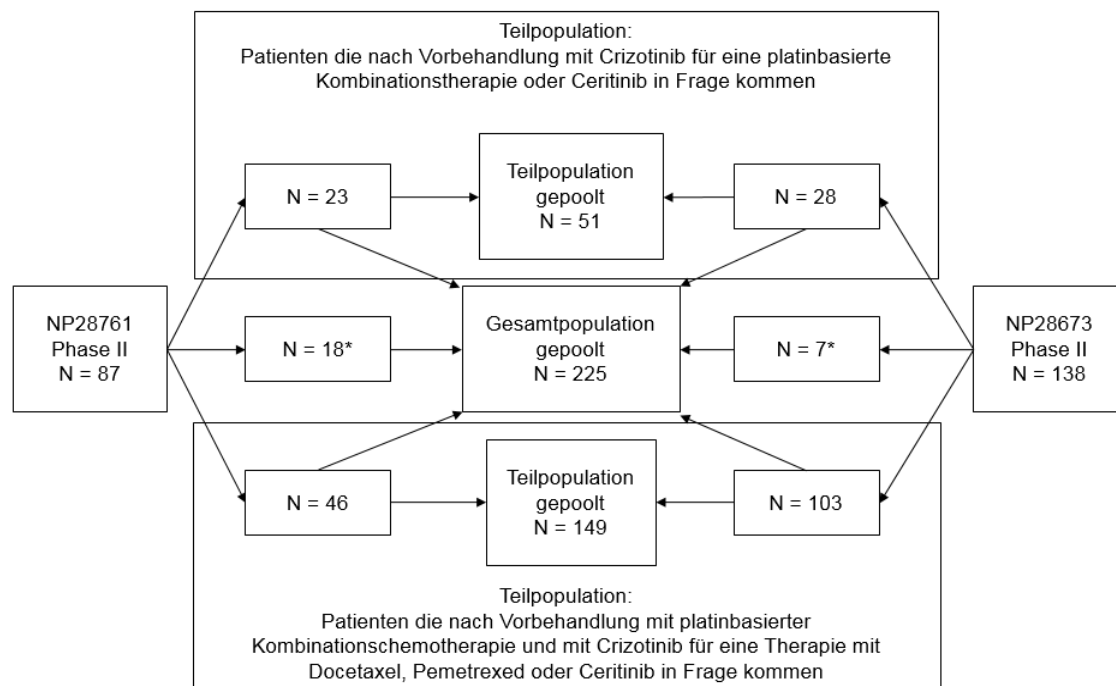 Teilpopulation:
Patienten die nach Vorbehandlung mit Crizotinib für eine platinbasierte
Kombinationstherapie oder Ceritinib in Frage kommen
N = 23
Teilpopulation
gepoolt
N = 51
N = 28
NP28761
Phase II
N = 87
N = 18*
Gesamtpopulation
gepoolt
N = 225
N = 7*
NP28673
Phase II
N = 138
N = 46
Teilpopulation
gepoolt
N = 149
N = 103
Teilpopulation:
Patienten die nach Vorbehandlung mit platinbasierter
Kombinationschemotherapie und mit Crizotinib für eine Therapie mit
Docetaxel, Pemetrexed oder Ceritinib in Frage kommen